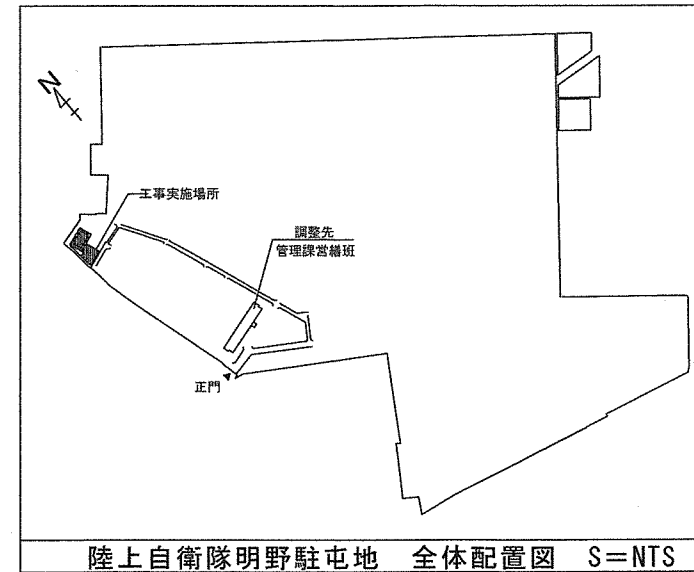 N
工事実施場所
調整先
管理課営繕班
正門
陸上自衛隊明野駐屯地 全体配置図 S=NTS